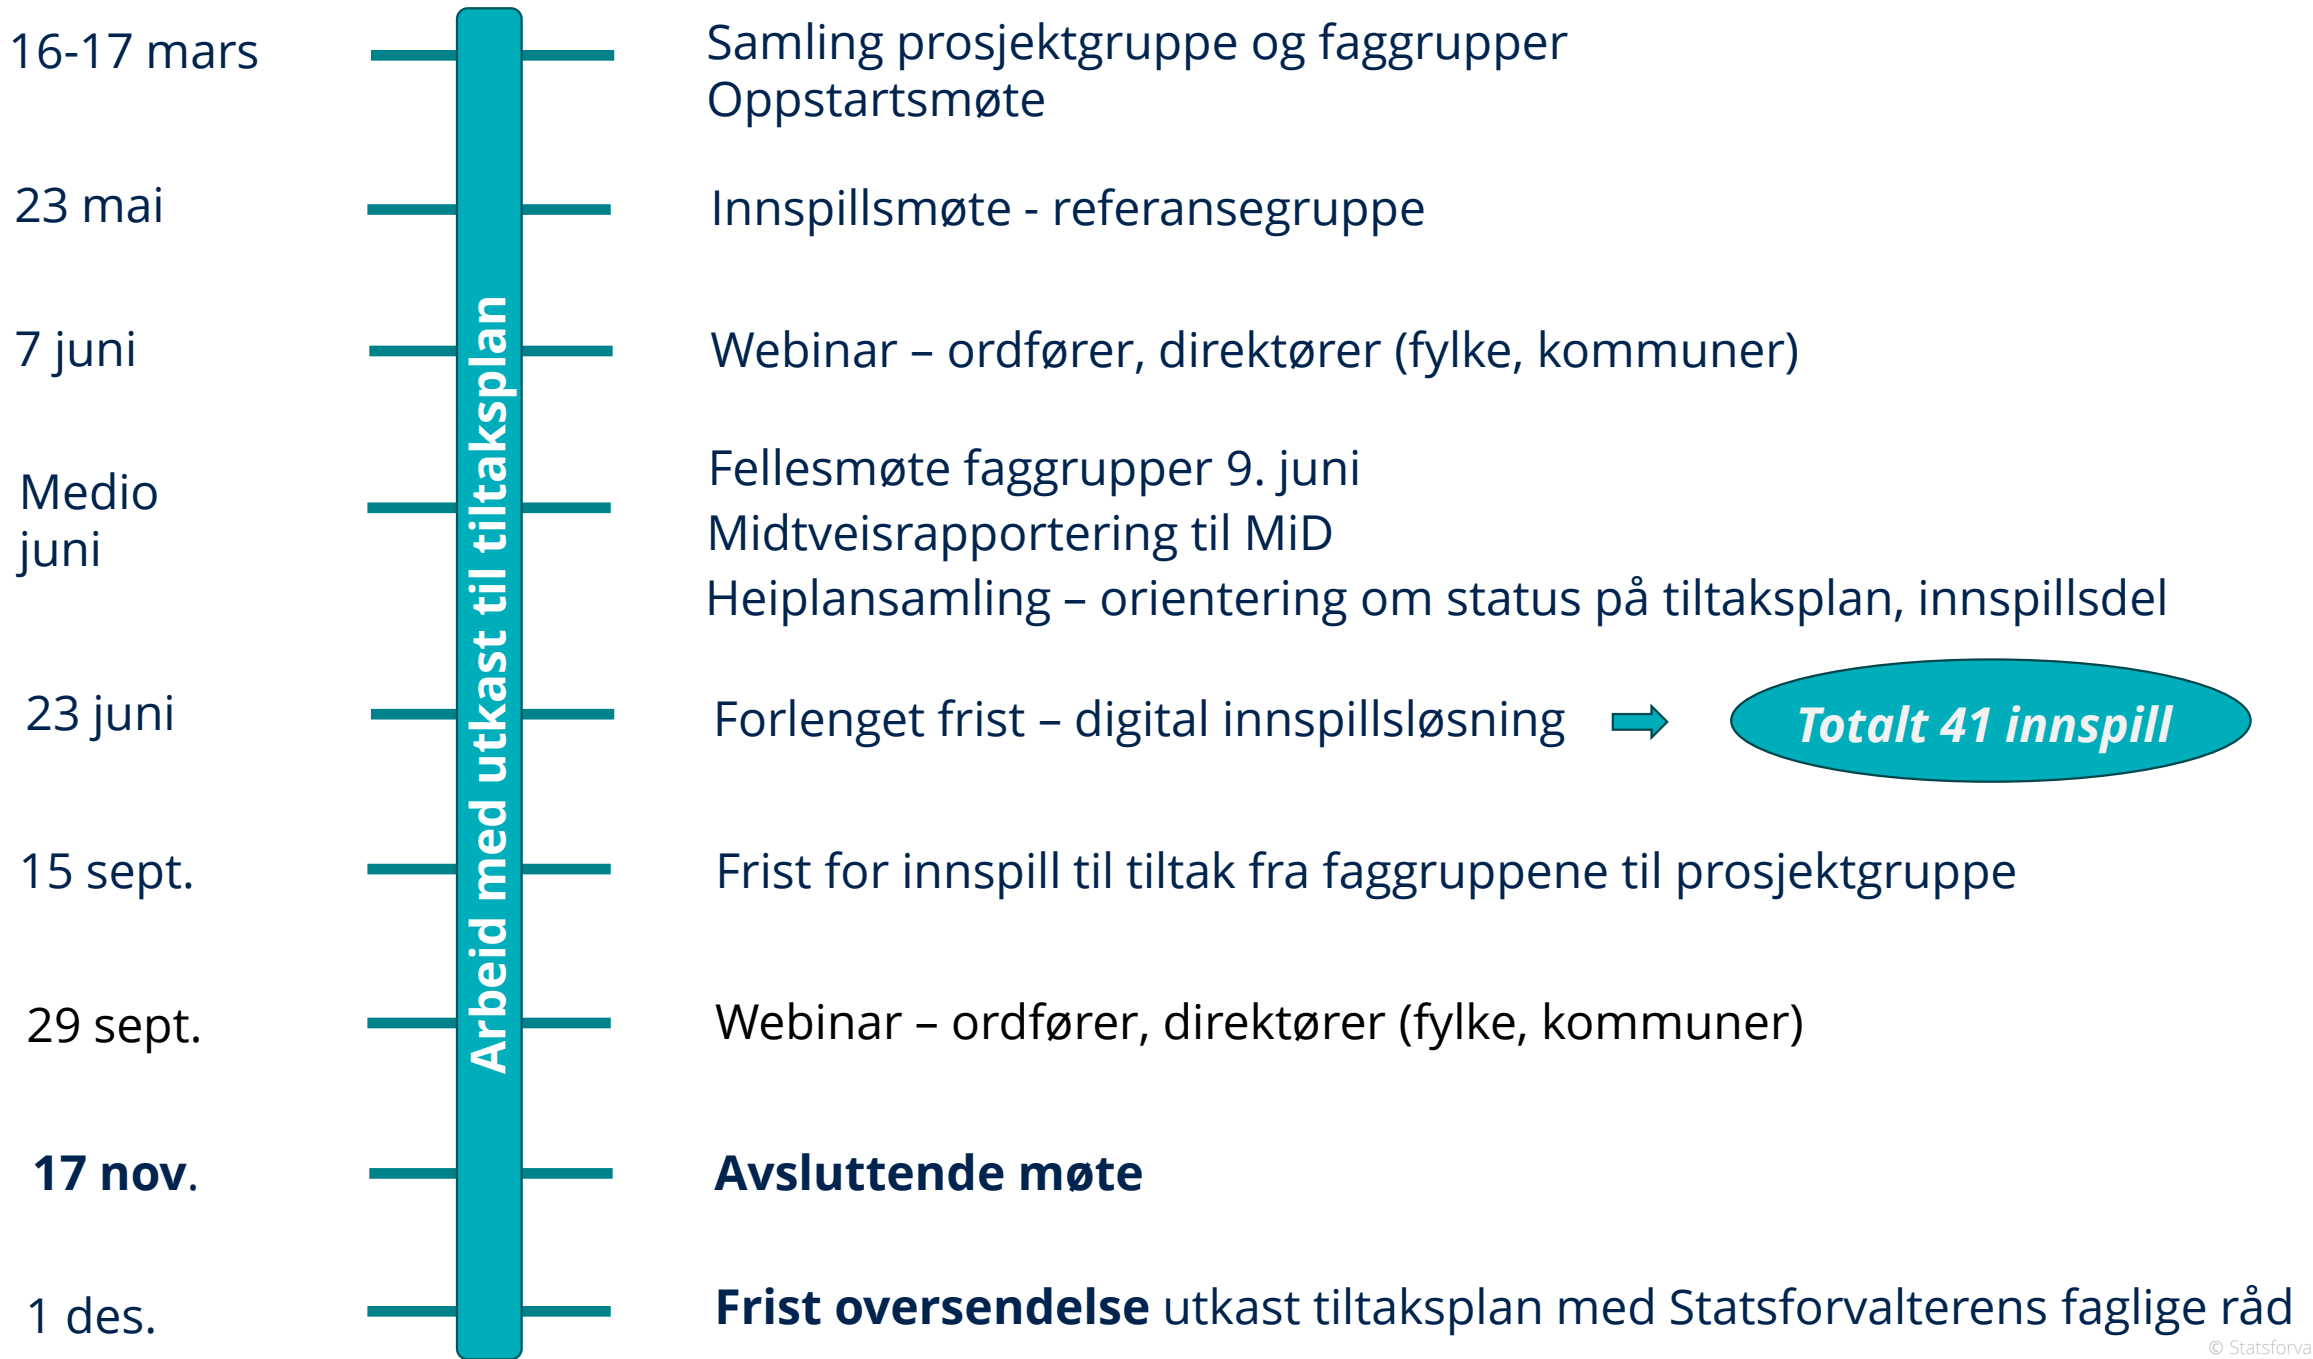 16-17 mars
Samling prosjektgruppe og faggrupper
Oppstartsmøte
23 mai
Innspillsmøte - referansegruppe
7 juni
Webinar – ordfører, direktører (fylke, kommuner)
Medio
juni
Fellesmøte faggrupper 9. juni
Midtveisrapportering til MiD
Heiplansamling – orientering om status på tiltaksplan, innspillsdel
23 juni
Forlenget frist – digital innspillsløsning
Totalt 41 innspill
15 sept.
Frist for innspill til tiltak fra faggruppene til prosjektgruppe
29 sept.
Webinar – ordfører, direktører (fylke, kommuner)
17 nov.
Avsluttende møte
1 des.
Frist oversendelse utkast tiltaksplan med Statsforvalterens faglige råd
Arbeid med utkast til tiltaksplan
© Statsforva